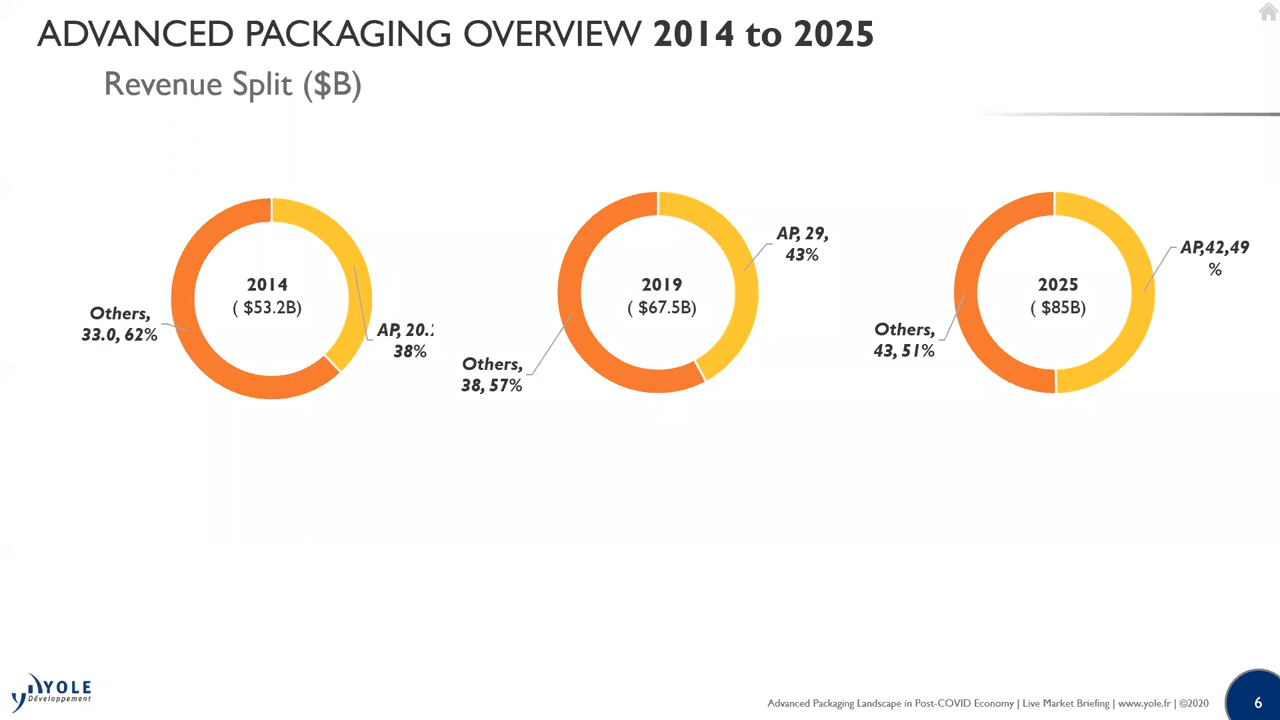 ADVANCED PACKAGING OVERVIEW 2014 to 2025
Revenue Split ($B)
2014
( $53.2B)
Others,
33.0, 62%
AP, 20.
38%
2019
( $67.5B)
AP, 29,
43%
Others,
38, 57%
2025
( $85B)
AP,42,49
%
Others,
43, 51%
YOLE
Développement
Advanced Packaging Landscape in Post-COVID Economy | Live Market Briefing | www.yole.fr | ©2020
6